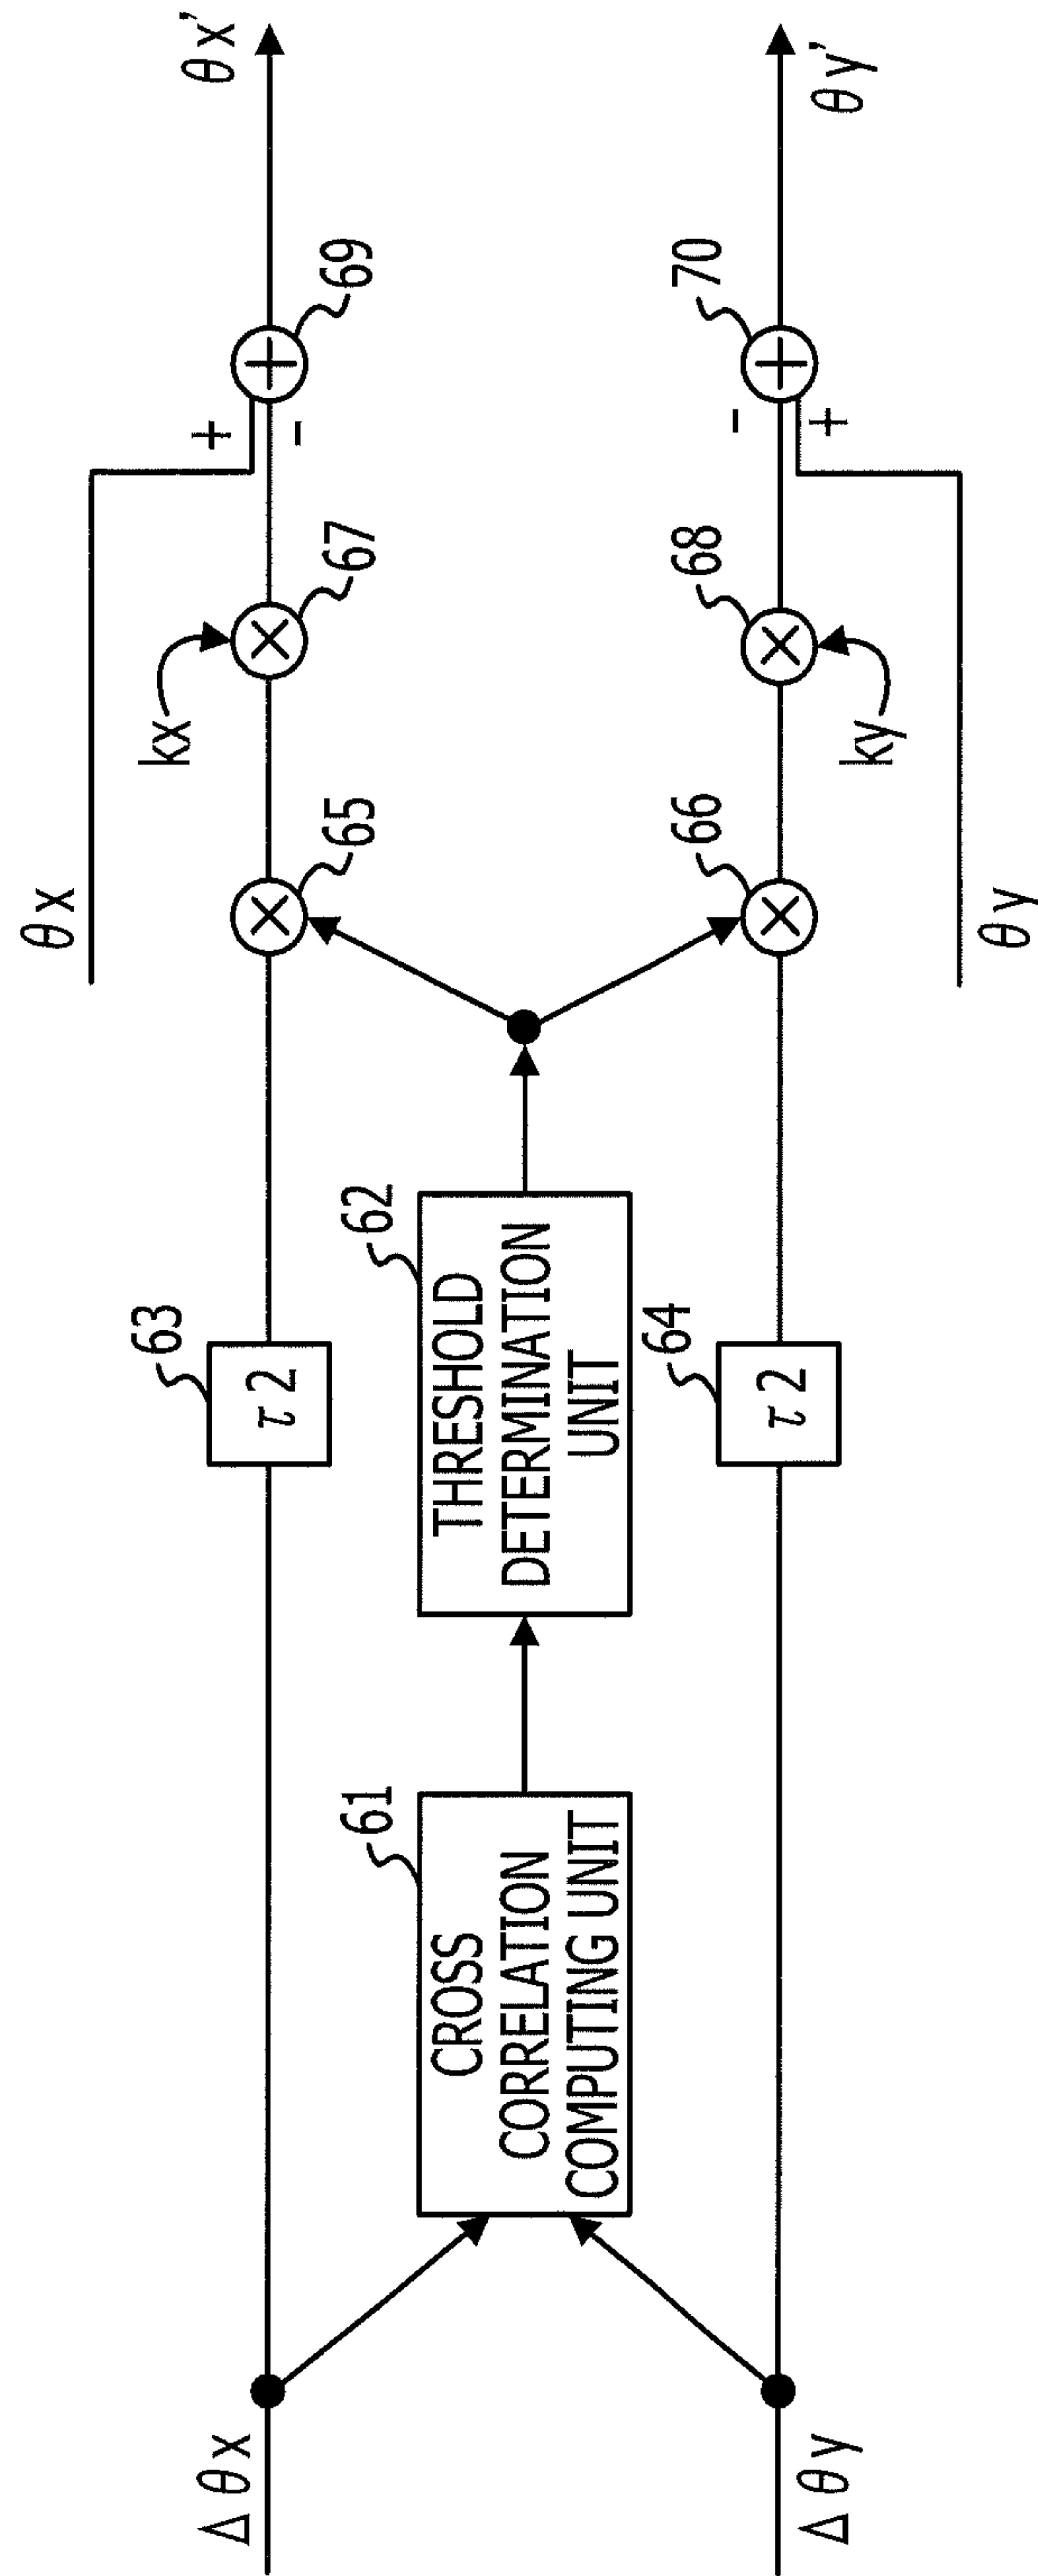 θx
θx'
kx
+
-
69
67
65
63
τ2
Δθx
61
CROSS
CORRELATION
COMPUTING UNIT
62
THRESHOLD
DETERMINATION
UNIT
64
τ2
66
68
70
-
+
ky
Δθy
θy
θy'